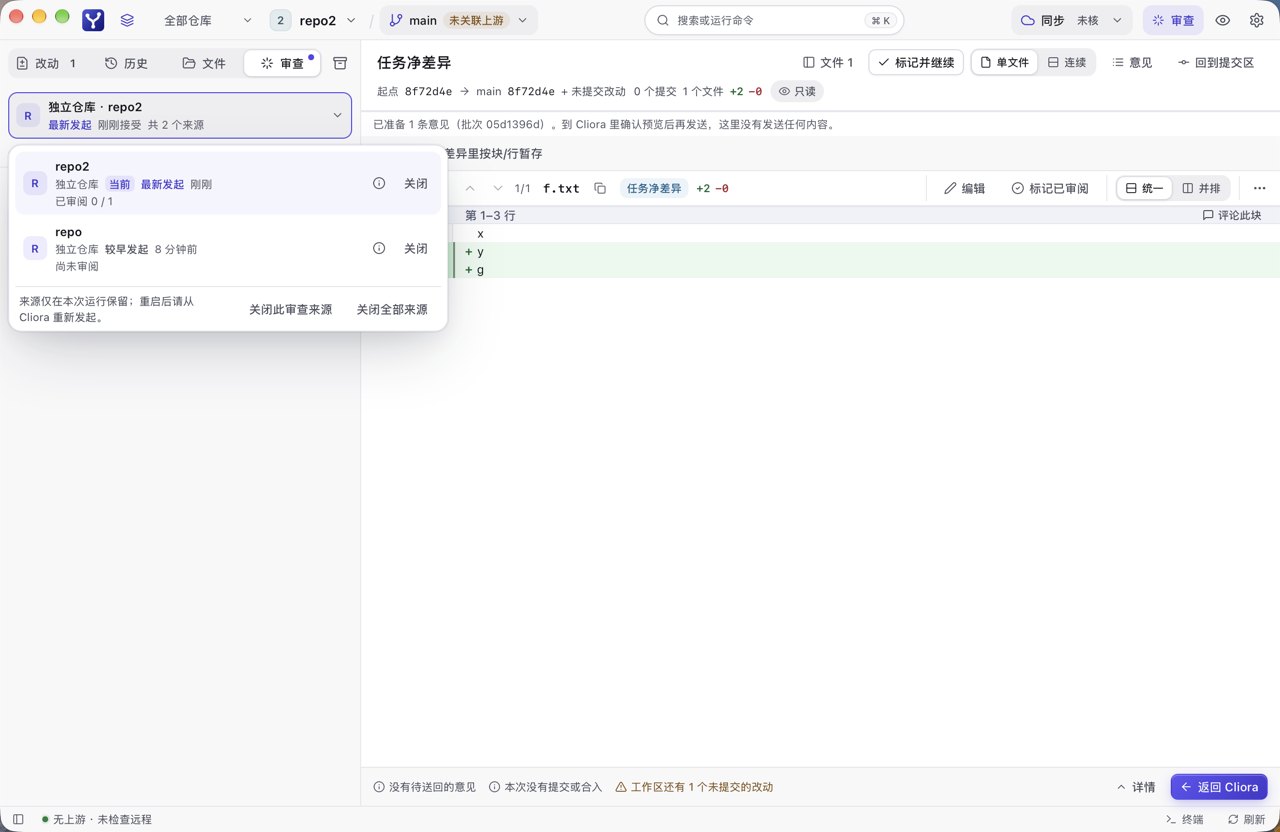 全部仓库
2 repo2
/
main 未关联上游
搜索或运行命令 ⌘ K
同步 未核
审查
改动 1
历史
文件
审查
任务净差异
文件 1
标记并继续
单文件
连续
意见
回到提交区
起点 8f72d4e → main 8f72d4e + 未提交改动 0 个提交 1 个文件 +2 −0 只读
R
独立仓库 · repo2
最新发起 刚刚接受 共 2 个来源
已准备 1 条意见（批次 05d1396d）。到 Cliora 里确认预览后再发送，这里没有发送任何内容。
差异里按块/行暂存
R
repo2
独立仓库 当前 最新发起 刚刚
已审阅 0 / 1
关闭
R
repo
独立仓库 较早发起 8 分钟前
尚未审阅
关闭
来源仅在本次运行保留；重启后请从
Cliora 重新发起。
关闭此审查来源
关闭全部来源
1/1 f.txt 任务净差异 +2 −0
编辑
标记已审阅
统一
并排
第 1–3 行
评论此块
x
+ y
+ g
没有待送回的意见
本次没有提交或合入
工作区还有 1 个未提交的改动
详情
返回 Cliora
无上游 · 未检查远程
终端
刷新